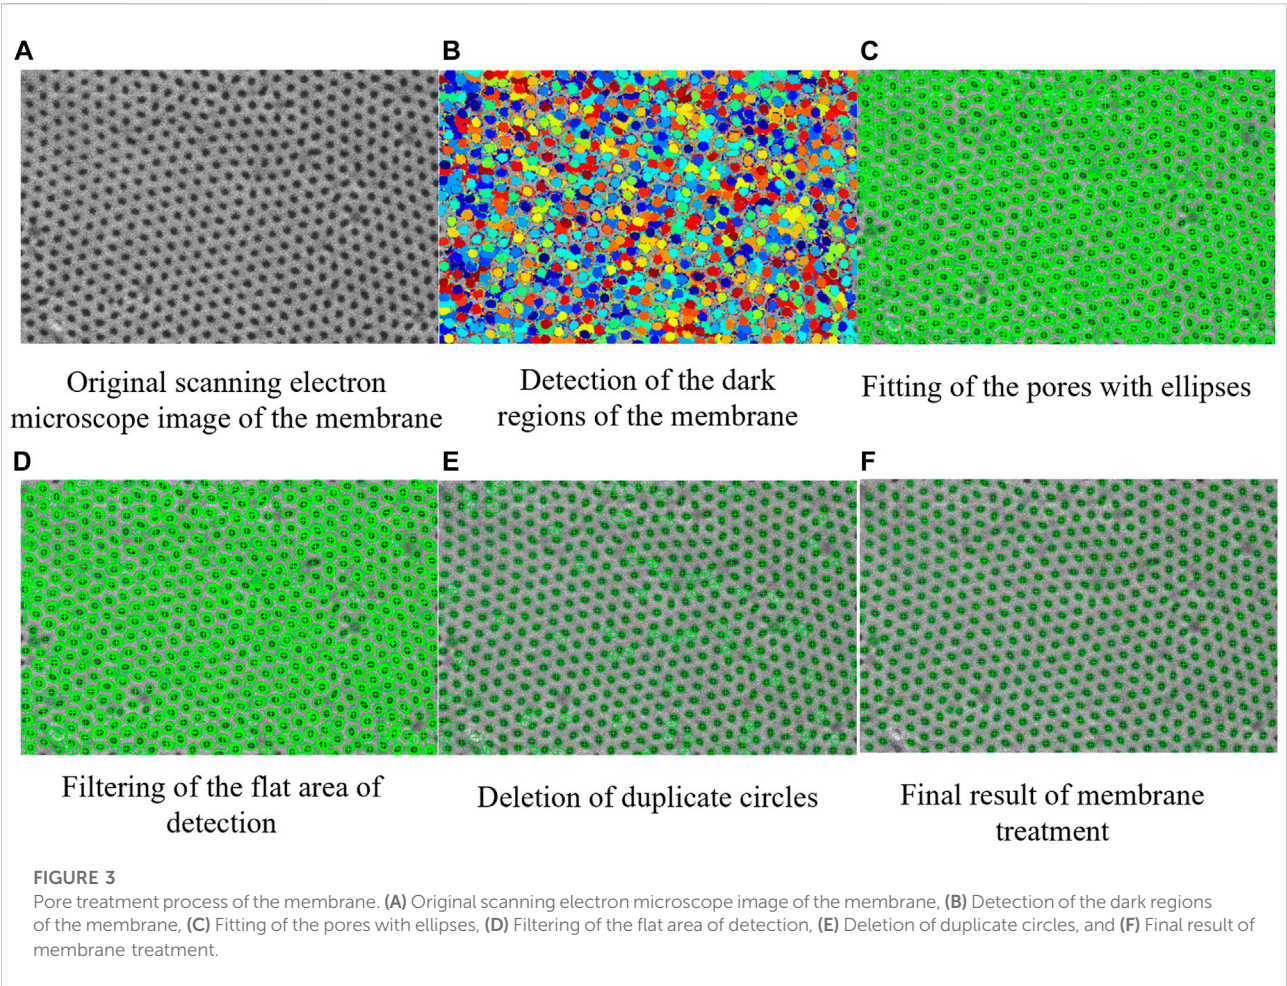 A
B
C
Original scanning electron
microscope image of the membrane
Detection of the dark
regions of the membrane
Fitting of the pores with ellipses
D
E
F
Filtering of the flat area of
detection
Deletion of duplicate circles
Final result of membrane
treatment
FIGURE 3
Pore treatment process of the membrane. (A) Original scanning electron microscope image of the membrane, (B) Detection of the dark regions
of the membrane, (C) Fitting of the pores with ellipses, (D) Filtering of the flat area of detection, (E) Deletion of duplicate circles, and (F) Final result of
membrane treatment.